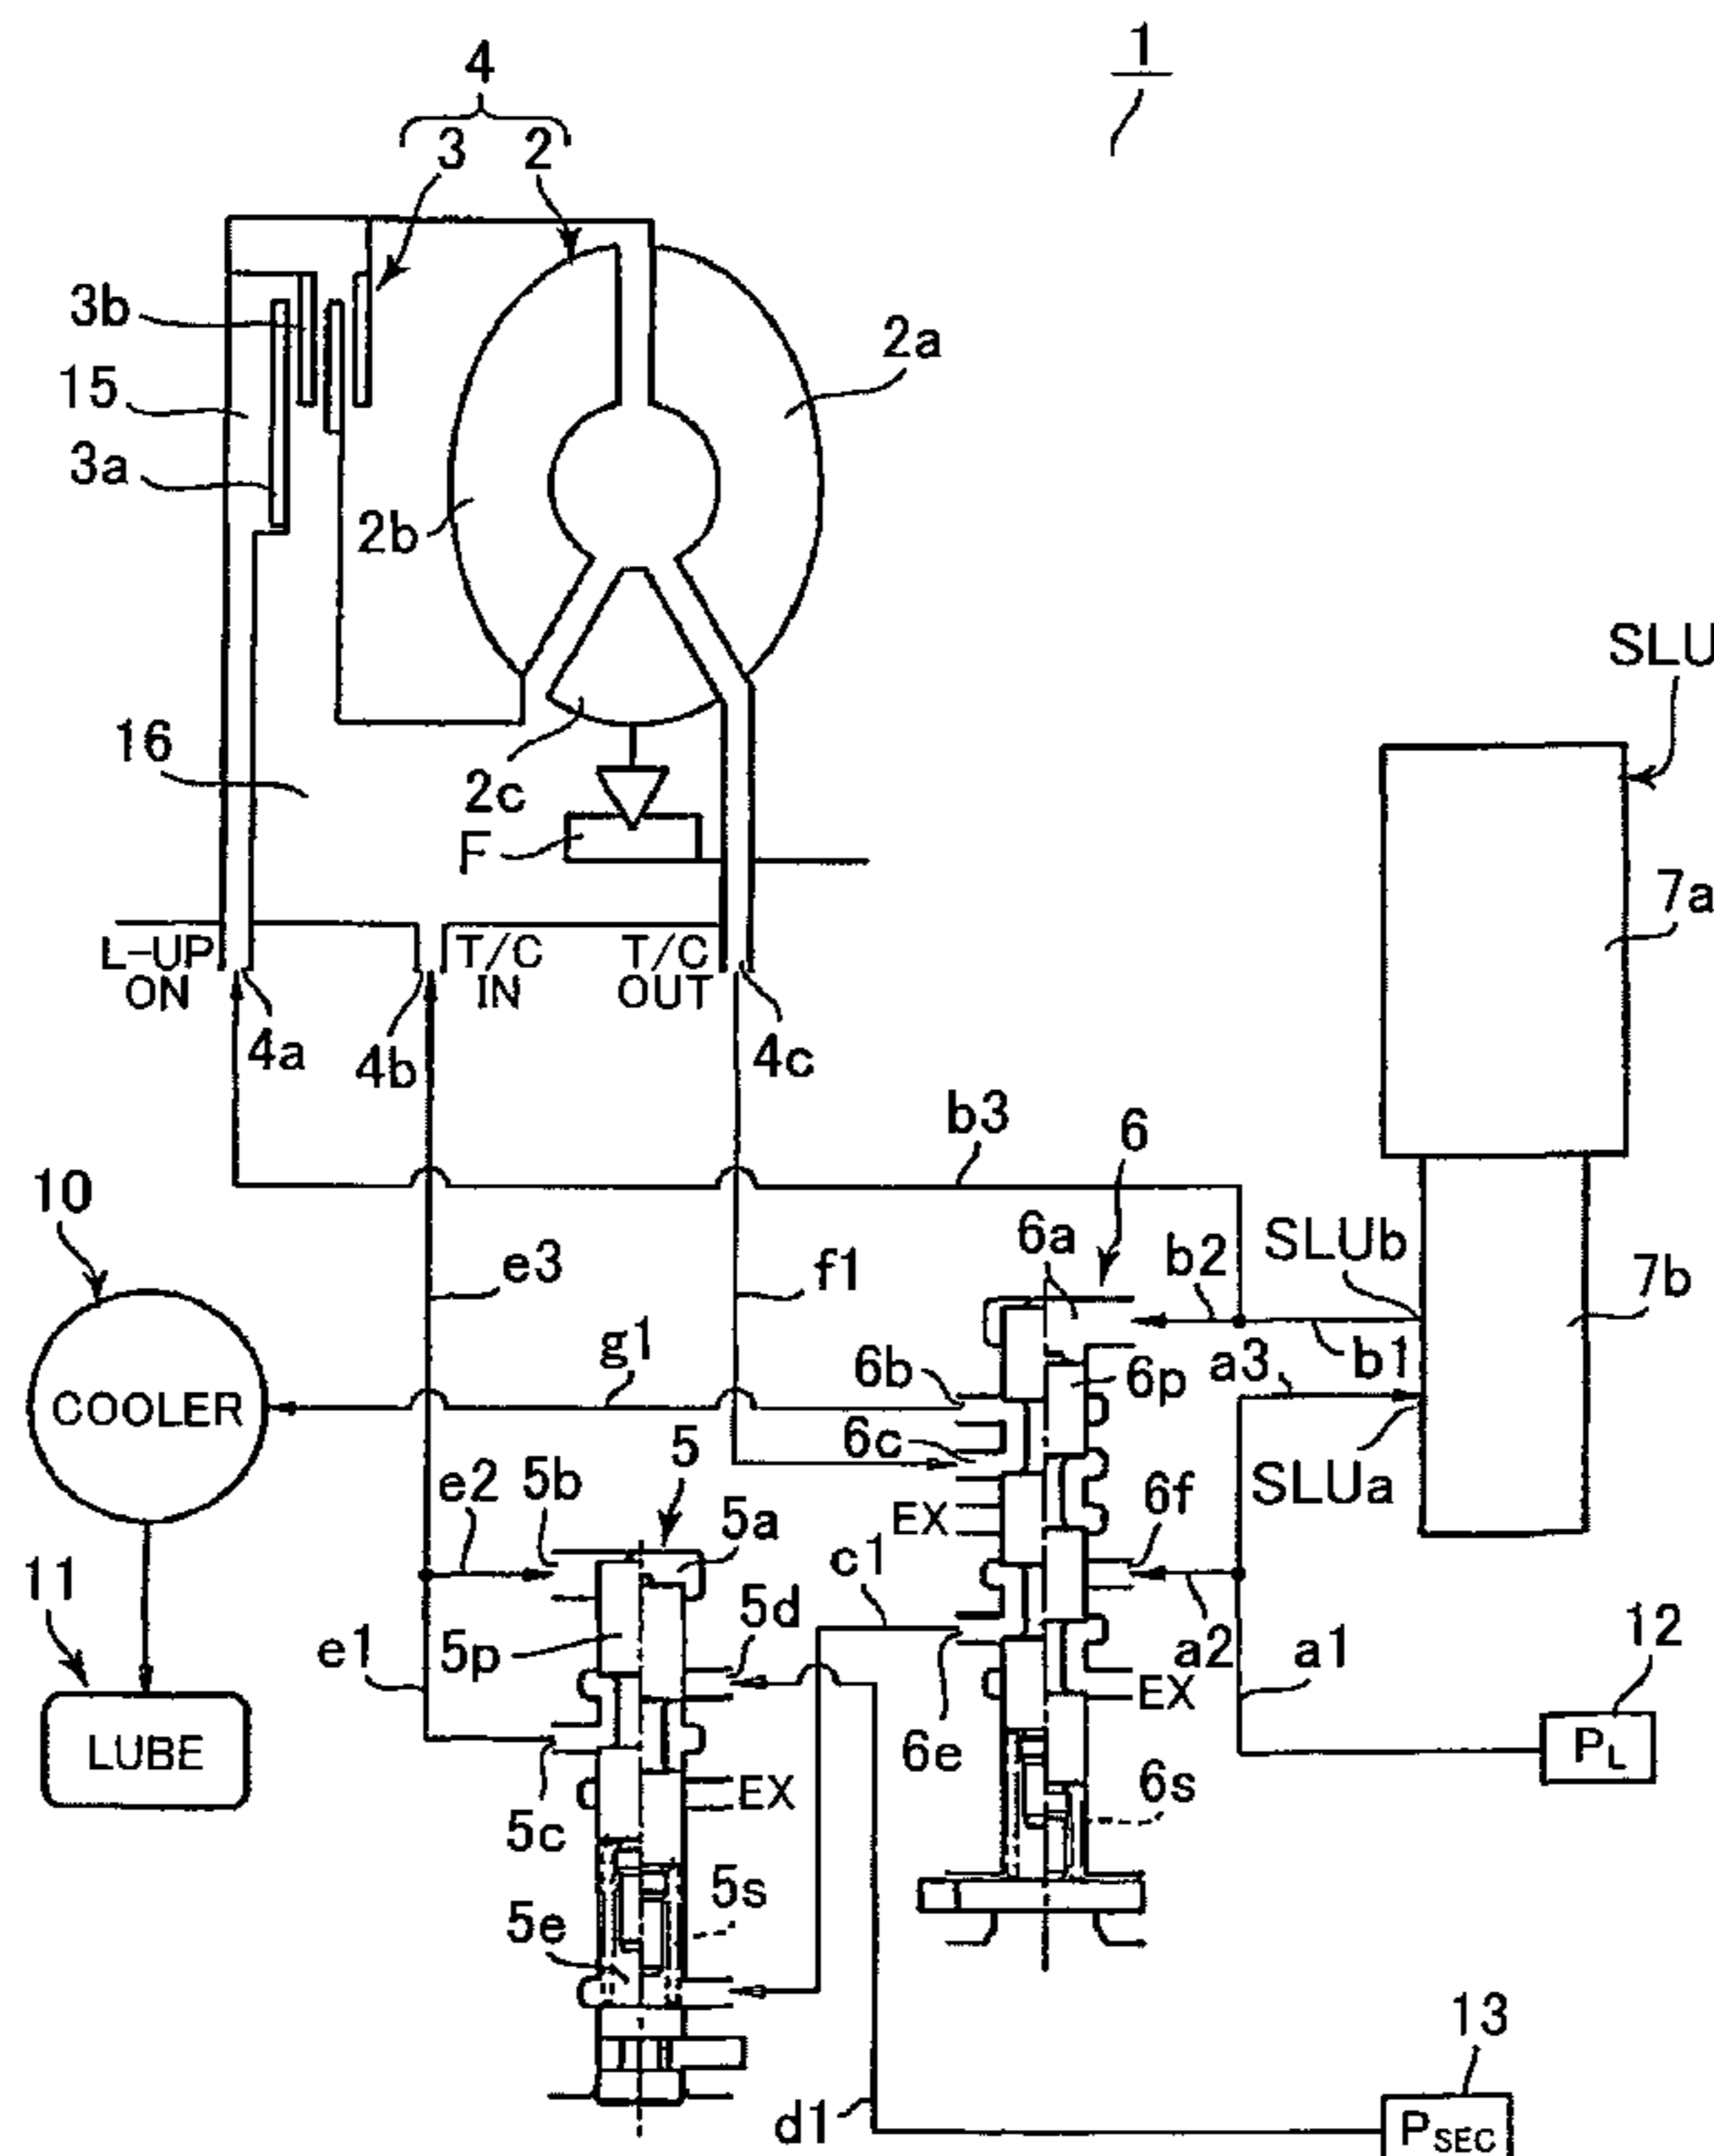 1
4
3 2
3b
2a
15
3a
2b
SLU
16
2c
7a
F
L-UP ON
T/C IN
T/C OUT
4a
4b
4c
b3
6
10
6a
SLUb
b2
7b
e3
f1
g1
6b
a3
b1
6p
COOLER
6c
5
e2
5b
SLUa
6f
EX
5a
c1
11
5d
12
e1
5p
a2
a1
EX
LUBE
6e
PL
5c
EX
6s
5e
5s
13
d1
PSEC